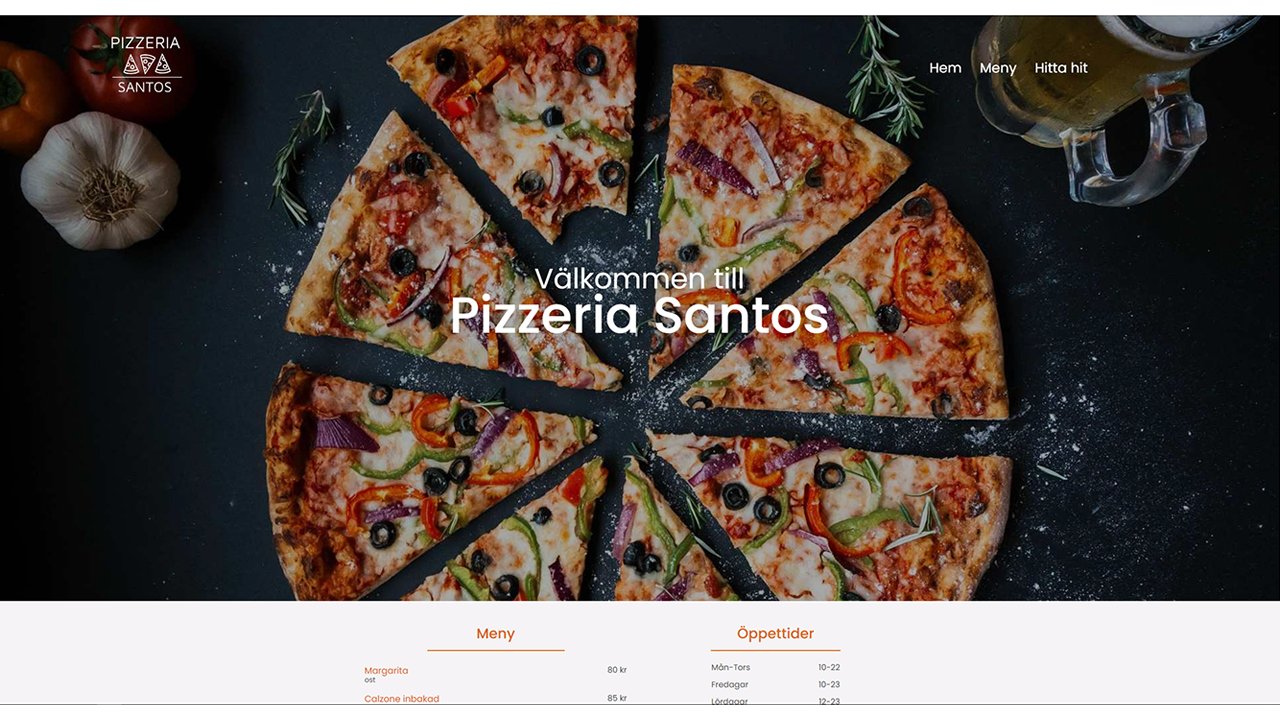 PIZZERIA
SANTOS
Hem Meny Hitta hit
Välkommen till
Pizzeria Santos
Meny
Margarita 80 kr
ost
Calzone inbakad 85 kr
Öppettider
Mån-Tors 10-22
Fredagar 10-23
Lördagar 12-23